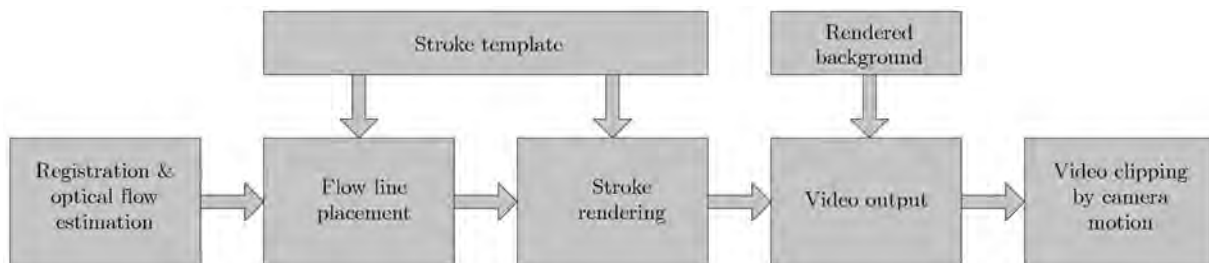 Stroke template
Rendered
background
Registration &
optical flow
estimation
Flow line
placement
Stroke
rendering
Video output
Video clipping
by camera
motion